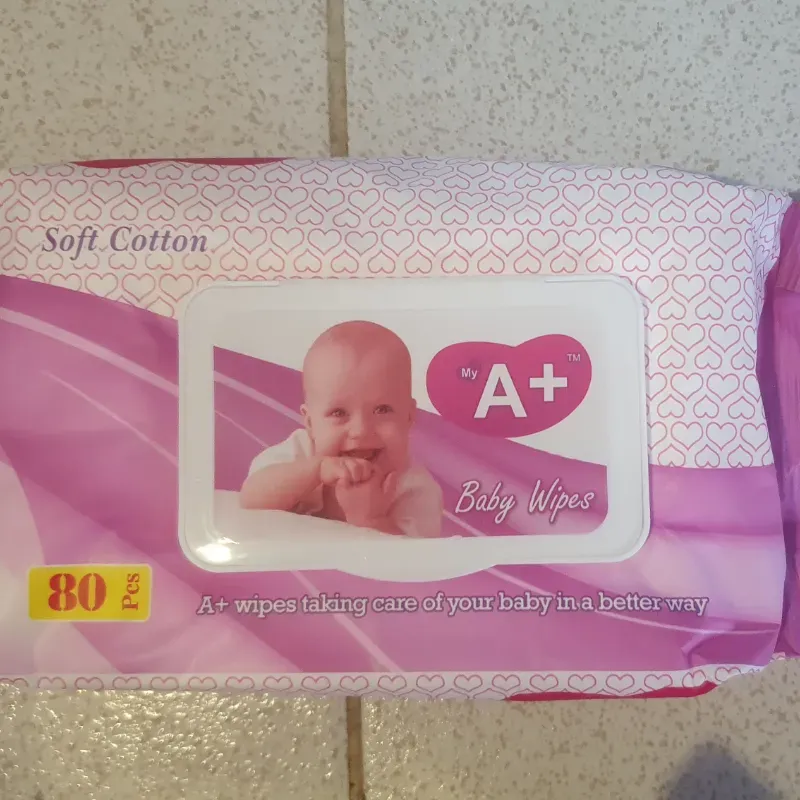 Soft Cotton
My A+™
Baby Wipes
80 Pcs
A+ wipes taking care of your baby in a better way